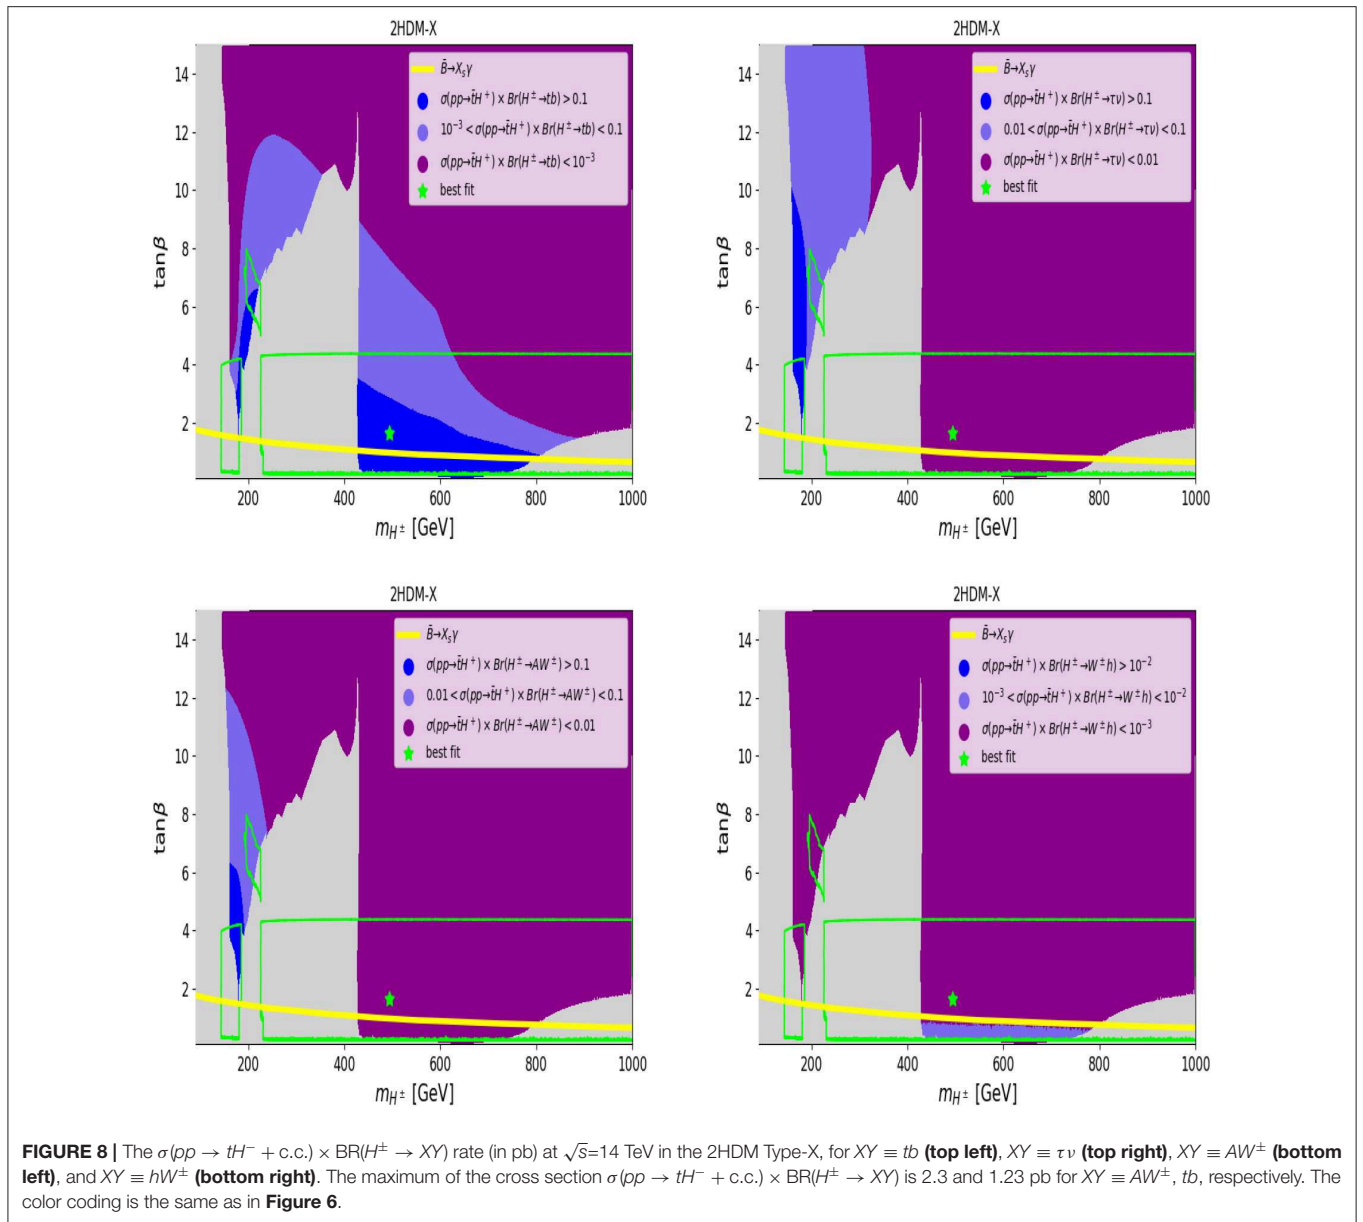 2HDM-X
14
12
10
8
6
4
2
tanβ
B̄→X_sγ
σ(pp→t̄H⁺) × Br(H^±→tb) > 0.1
10⁻³ < σ(pp→t̄H⁺) × Br(H^±→tb) < 0.1
σ(pp→t̄H⁺) × Br(H^±→tb) < 10⁻³
best fit
200 400 600 800 1000
m_{H^±} [GeV]
2HDM-X
14
12
10
8
6
4
2
tanβ
B̄→X_sγ
σ(pp→t̄H⁺) × Br(H^±→τν) > 0.1
0.01 < σ(pp→t̄H⁺) × Br(H^±→τν) < 0.1
σ(pp→t̄H⁺) × Br(H^±→τν) < 0.01
best fit
200 400 600 800 1000
m_{H^±} [GeV]
2HDM-X
14
12
10
8
6
4
2
tanβ
B̄→X_sγ
σ(pp→t̄H⁺) × Br(H^±→AW^±) > 0.1
0.01 < σ(pp→t̄H⁺) × Br(H^±→AW^±) < 0.1
σ(pp→t̄H⁺) × Br(H^±→AW^±) < 0.01
best fit
200 400 600 800 1000
m_{H^±} [GeV]
2HDM-X
14
12
10
8
6
4
2
tanβ
B̄→X_sγ
σ(pp→t̄H⁺) × Br(H^±→W^±h) > 10⁻²
10⁻³ < σ(pp→t̄H⁺) × Br(H^±→W^±h) < 10⁻²
σ(pp→t̄H⁺) × Br(H^±→W^±h) < 10⁻³
best fit
200 400 600 800 1000
m_{H^±} [GeV]
FIGURE 8 | The σ(pp → tH⁻ + c.c.) × BR(H^± → XY) rate (in pb) at √s=14 TeV in the 2HDM Type-X, for XY ≡ tb (top left), XY ≡ τν (top right), XY ≡ AW^± (bottom
left), and XY ≡ hW^± (bottom right). The maximum of the cross section σ(pp → tH⁻ + c.c.) × BR(H^± → XY) is 2.3 and 1.23 pb for XY ≡ AW^±, tb, respectively. The
color coding is the same as in Figure 6.